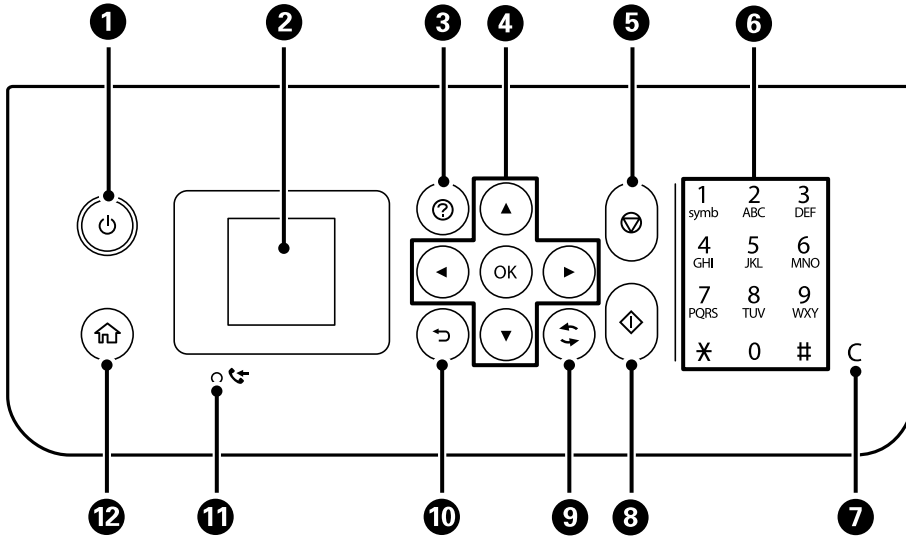 1 2 3 4 5 6
1 2 3
symb ABC DEF
OK
4 5 6
GHI JKL MNO
7 8 9
PQRS TUV WXY
* 0 # C
12 11 10 9 8 7